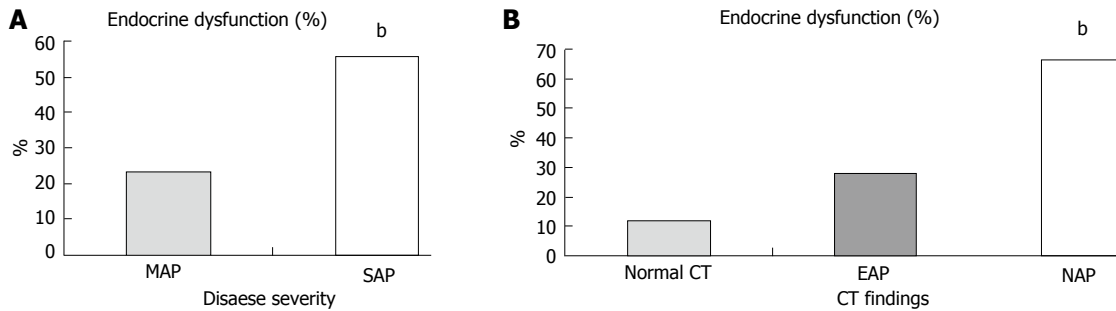 A
Endocrine dysfunction (%)
b
60
50
40
30
20
10
0
%
MAP
SAP
Disaese severity
B
Endocrine dysfunction (%)
b
70
60
50
40
30
20
10
0
%
Normal CT
EAP
NAP
CT findings